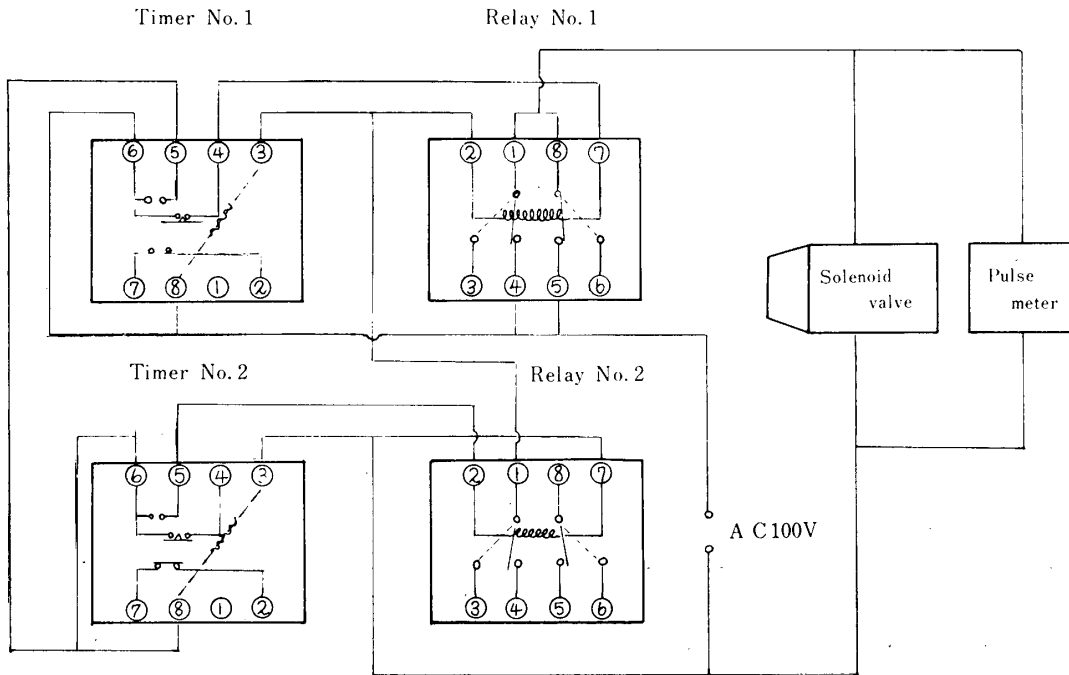 Timer No. 1
Relay No. 1
⑥ ⑤ ④ ③
② ① ⑧ ⑦
⑦ ⑧ ① ②
③ ④ ⑤ ⑥
Solenoid
valve
Pulse
meter
Timer No. 2
Relay No. 2
⑥ ⑤ ④ ③
② ① ⑧ ⑦
AC100V
⑦ ⑧ ① ②
③ ④ ⑤ ⑥